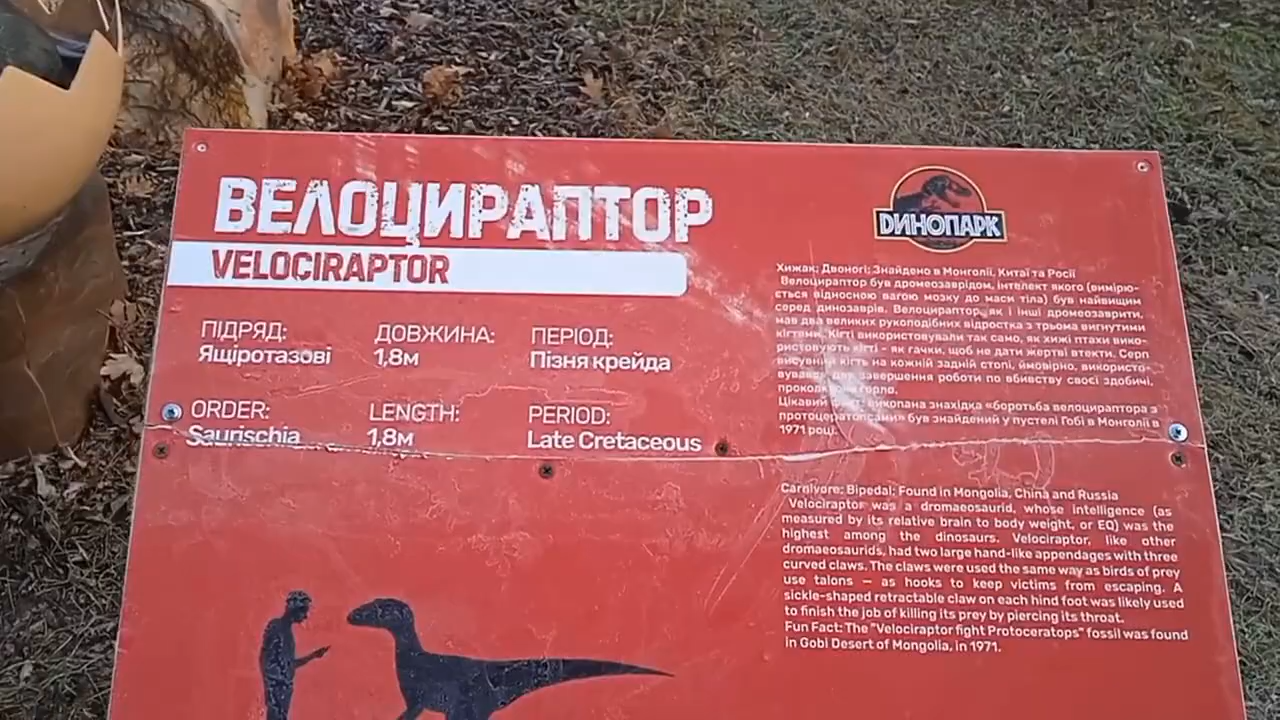 ВЕЛОЦИРАПТОР
VELOCIRAPTOR
ПІДРЯД:
Ящіротазові
ДОВЖИНА:
1,8м
ПЕРІОД:
Пізня крейда
ORDER:
Saurischia
LENGTH:
1,8м
PERIOD:
Late Cretaceous
DИНОПАРК
Хижак; Двоногі; Знайдено в Монголії, Китаї та Росії
Велоцираптор був дромеозаврідом, інтелект якого (вимірю-
ється відносною вагою мозку до маси тіла) був найвищим
серед динозаврів. Велоцираптор, як і інші дромеозаврити,
мав два великих рукоподібних відростка з трьома вигнутими
кігтями. Кігті використовували так само, як хижі птахи вико-
ристовують кігті - як гачки, щоб не дати жертві втекти. Серп
висувний кість на кожній задній стопі, ймовірно, використо-
вувався для завершення роботи по вбивству своєї здобичі,
горло.
Цікавий факт: викопана знахідка «боротьба велоцираптора з
протоцератопсами» був знайдений у пустелі Гобі в Монголії в
1971 році.
Carnivore; Bipedal; Found in Mongolia, China and Russia
Velociraptor was a dromaeosaurid, whose intelligence (as
measured by its relative brain to body weight, or EQ) was the
highest among the dinosaurs. Velociraptor, like other
dromaeosaurids, had two large hand-like appendages with three
curved claws. The claws were used the same way as birds of prey
use talons — as hooks to keep victims from escaping. A
sickle-shaped retractable claw on each hind foot was likely used
to finish the job of killing its prey by piercing its throat.
Fun Fact: The "Velociraptor fight Protoceratops" fossil was found
in Gobi Desert of Mongolia, in 1971.